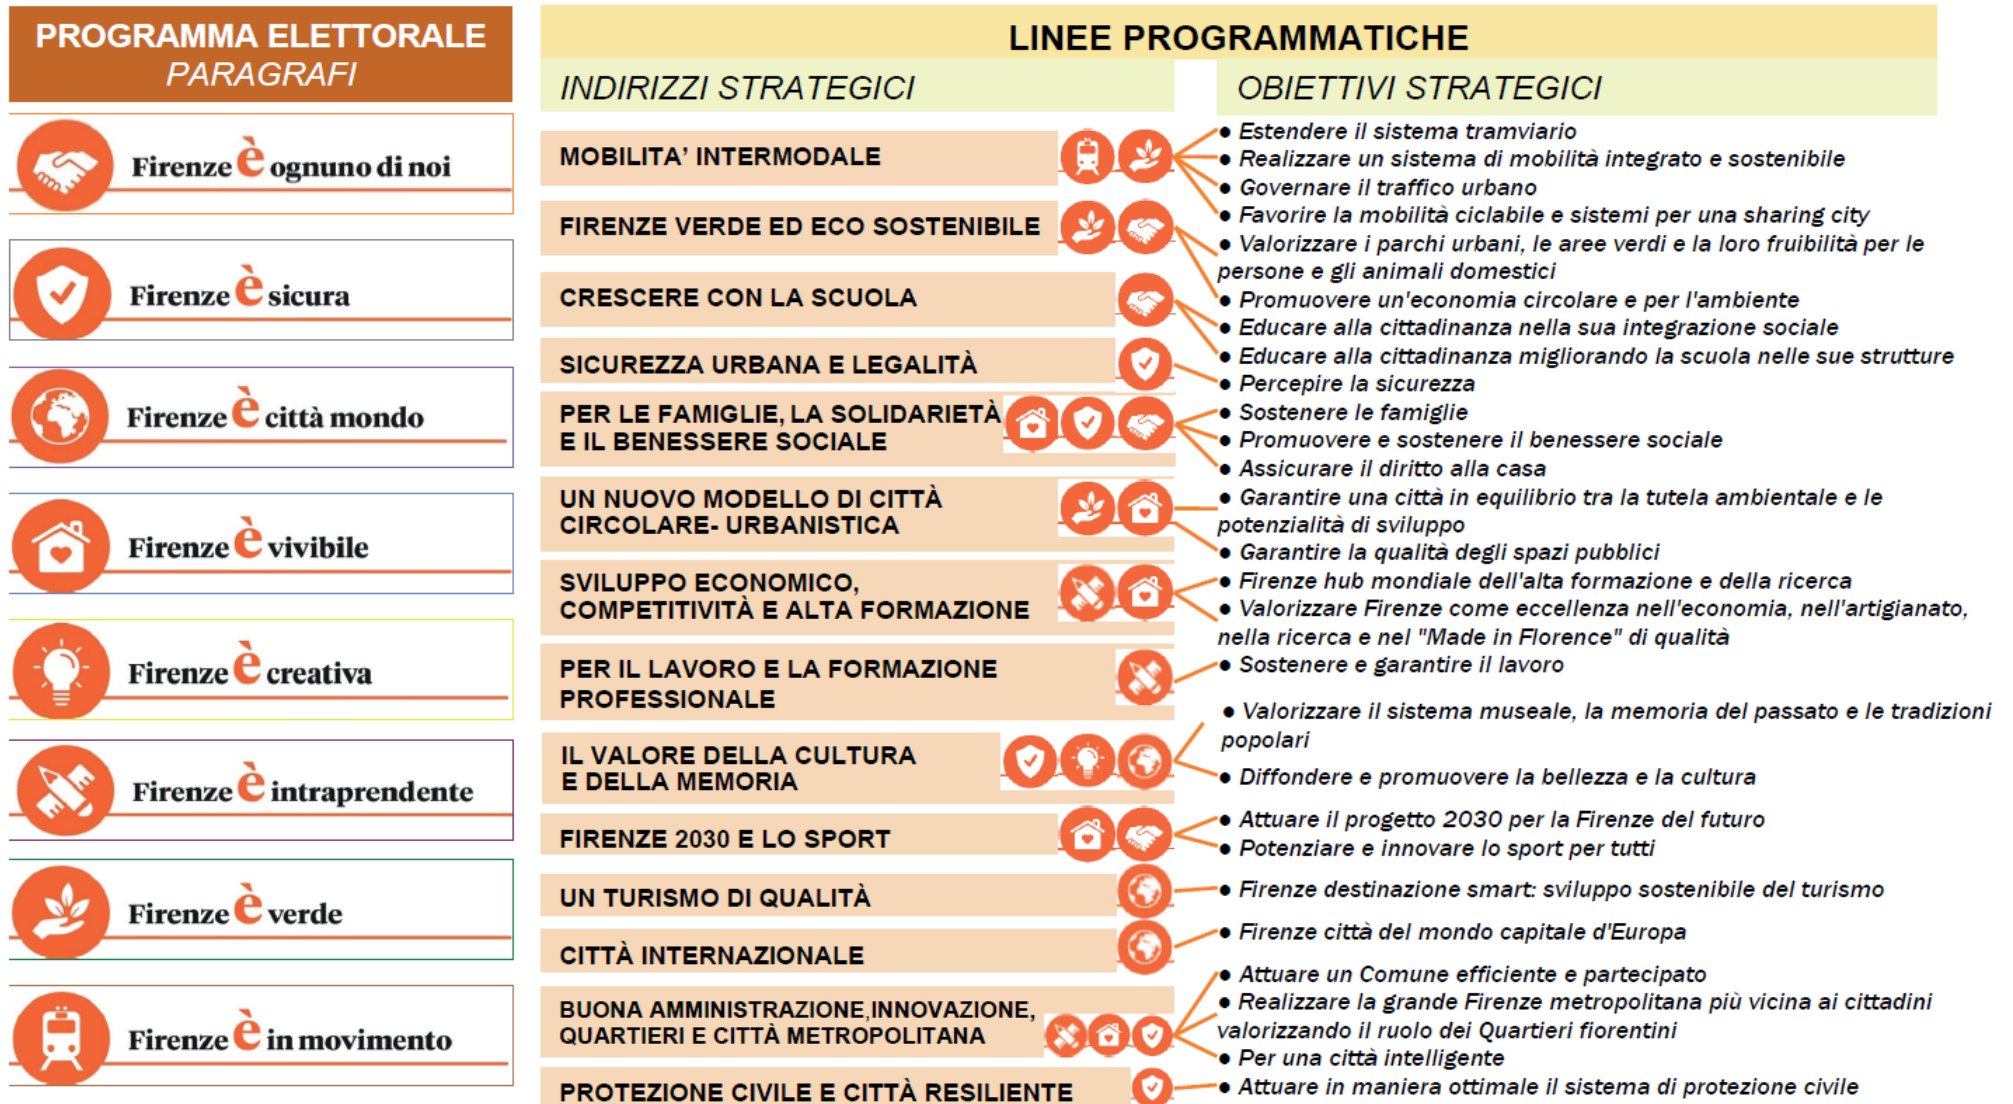 PROGRAMMA ELETTORALE
PARAGRAFI
Firenze è ognuno di noi
Firenze è sicura
Firenze è città mondo
Firenze è vivibile
Firenze è creativa
Firenze è intraprendente
Firenze è verde
Firenze è in movimento
LINEE PROGRAMMATICHE
INDIRIZZI STRATEGICI
MOBILITA' INTERMODALE
FIRENZE VERDE ED ECO SOSTENIBILE
CRESCERE CON LA SCUOLA
SICUREZZA URBANA E LEGALITÀ
PER LE FAMIGLIE, LA SOLIDARIETÀ
E IL BENESSERE SOCIALE
UN NUOVO MODELLO DI CITTÀ
CIRCOLARE- URBANISTICA
SVILUPPO ECONOMICO,
COMPETITIVITÀ E ALTA FORMAZIONE
PER IL LAVORO E LA FORMAZIONE
PROFESSIONALE
IL VALORE DELLA CULTURA
E DELLA MEMORIA
FIRENZE 2030 E LO SPORT
UN TURISMO DI QUALITÀ
CITTÀ INTERNAZIONALE
BUONA AMMINISTRAZIONE,INNOVAZIONE,
QUARTIERI E CITTÀ METROPOLITANA
PROTEZIONE CIVILE E CITTÀ RESILIENTE
OBIETTIVI STRATEGICI
● Estendere il sistema tramviario
● Realizzare un sistema di mobilità integrato e sostenibile
● Governare il traffico urbano
● Favorire la mobilità ciclabile e sistemi per una sharing city
● Valorizzare i parchi urbani, le aree verdi e la loro fruibilità per le
persone e gli animali domestici
● Promuovere un'economia circolare e per l'ambiente
● Educare alla cittadinanza nella sua integrazione sociale
● Educare alla cittadinanza migliorando la scuola nelle sue strutture
● Percepire la sicurezza
● Sostenere le famiglie
● Promuovere e sostenere il benessere sociale
● Assicurare il diritto alla casa
● Garantire una città in equilibrio tra la tutela ambientale e le
potenzialità di sviluppo
● Garantire la qualità degli spazi pubblici
● Firenze hub mondiale dell'alta formazione e della ricerca
● Valorizzare Firenze come eccellenza nell'economia, nell'artigianato,
nella ricerca e nel "Made in Florence" di qualità
● Sostenere e garantire il lavoro
● Valorizzare il sistema museale, la memoria del passato e le tradizioni
popolari
● Diffondere e promuovere la bellezza e la cultura
● Attuare il progetto 2030 per la Firenze del futuro
● Potenziare e innovare lo sport per tutti
● Firenze destinazione smart: sviluppo sostenibile del turismo
● Firenze città del mondo capitale d'Europa
● Attuare un Comune efficiente e partecipato
● Realizzare la grande Firenze metropolitana più vicina ai cittadini
valorizzando il ruolo dei Quartieri fiorentini
● Per una città intelligente
● Attuare in maniera ottimale il sistema di protezione civile